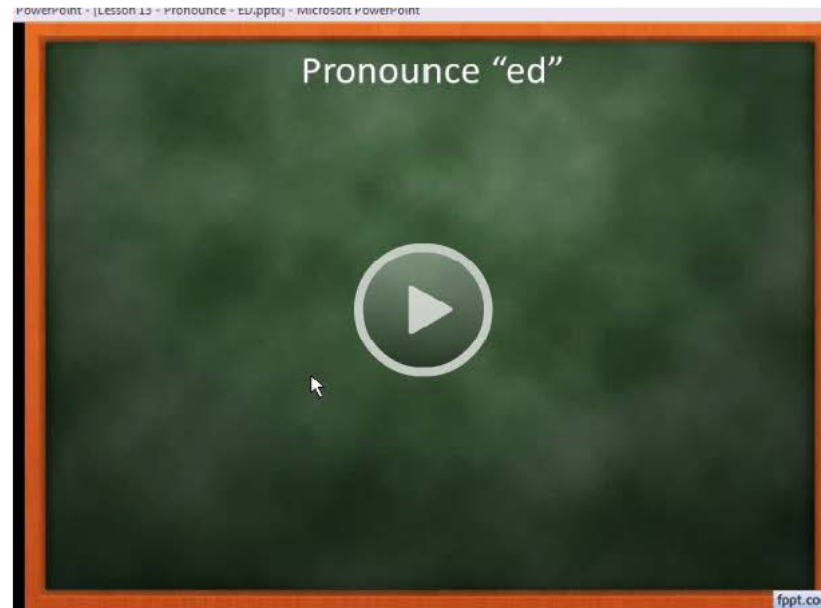 PowerPoint - [Lesson 13 - Pronounce - ED.pptx] - Microsoft PowerPoint
Pronounce “ed”
fppt.co